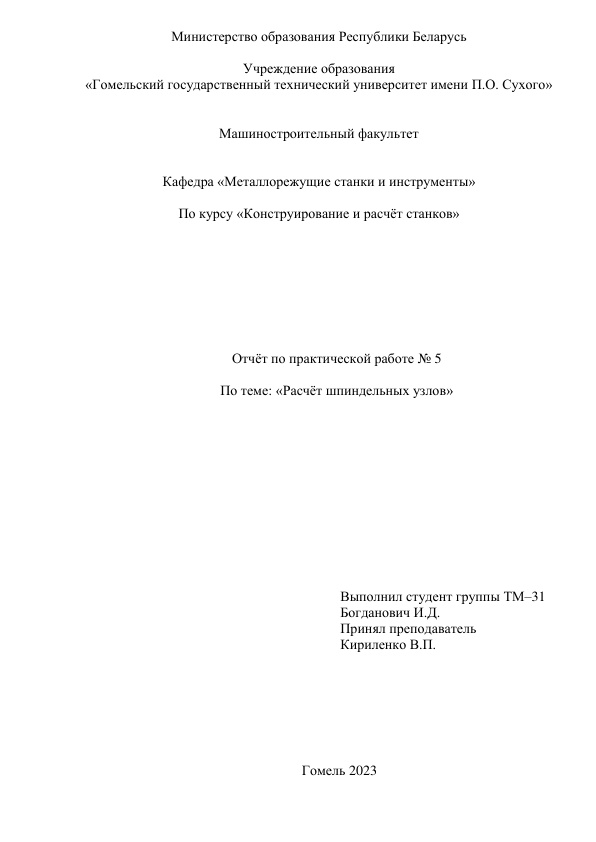 Министерство образования Республики Беларусь
Учреждение образования
«Гомельский государственный технический университет имени П.О. Сухого»
Машиностроительный факультет
Кафедра «Металлорежущие станки и инструменты»
По курсу «Конструирование и расчёт станков»
Отчёт по практической работе № 5
По теме: «Расчёт шпиндельных узлов»
Выполнил студент группы ТМ–31
Богданович И.Д.
Принял преподаватель
Кириленко В.П.
Гомель 2023